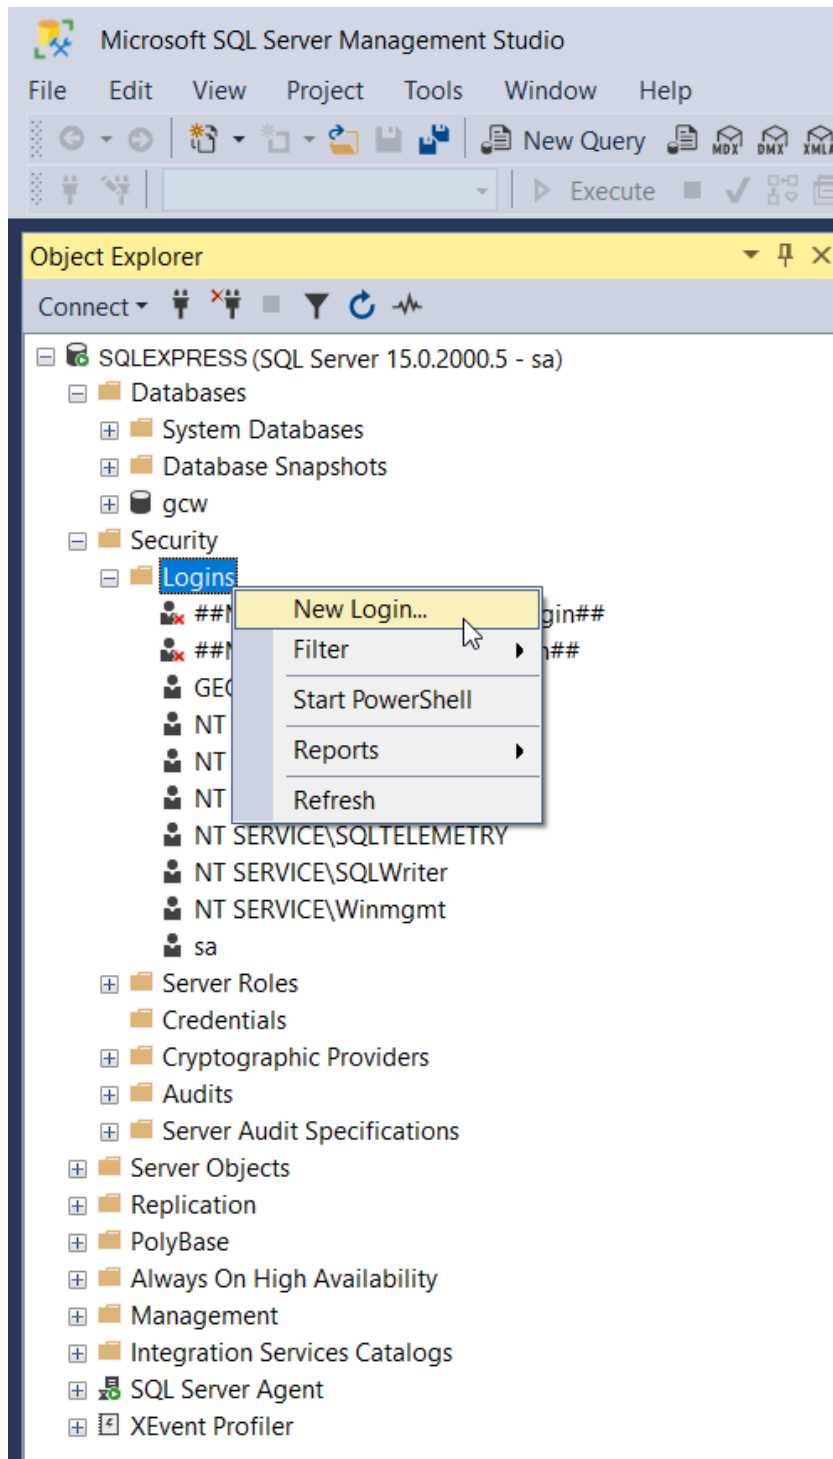 Microsoft SQL Server Management Studio
File Edit View Project Tools Window Help
New Query MDX DMX XMLA
Execute
Object Explorer
Connect
SQLEXPRESS (SQL Server 15.0.2000.5 - sa)
Databases
System Databases
Database Snapshots
gcw
Security
Logins
New Login...
Filter
Start PowerShell
Reports
Refresh
NT SERVICE\SQLTELEMETRY
NT SERVICE\SQLWriter
NT SERVICE\Winmgmt
sa
Server Roles
Credentials
Cryptographic Providers
Audits
Server Audit Specifications
Server Objects
Replication
PolyBase
Always On High Availability
Management
Integration Services Catalogs
SQL Server Agent
XEvent Profiler